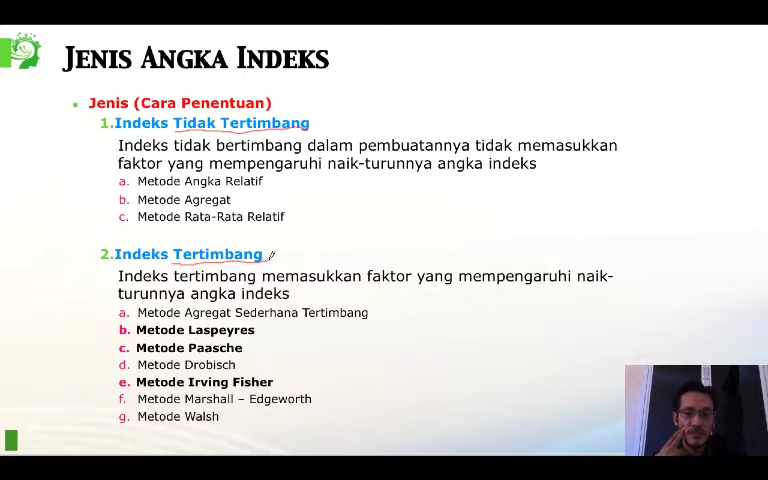 JENIS ANGKA INDEKS
• Jenis (Cara Penentuan)
1.Indeks Tidak Tertimbang
Indeks tidak bertimbang dalam pembuatannya tidak memasukkan
faktor yang mempengaruhi naik-turunnya angka indeks
a. Metode Angka Relatif
b. Metode Agregat
c. Metode Rata-Rata Relatif
2.Indeks Tertimbang
Indeks tertimbang memasukkan faktor yang mempengaruhi naik-
turunnya angka indeks
a. Metode Agregat Sederhana Tertimbang
b. Metode Laspeyres
c. Metode Paasche
d. Metode Drobisch
e. Metode Irving Fisher
f. Metode Marshall – Edgeworth
g. Metode Walsh